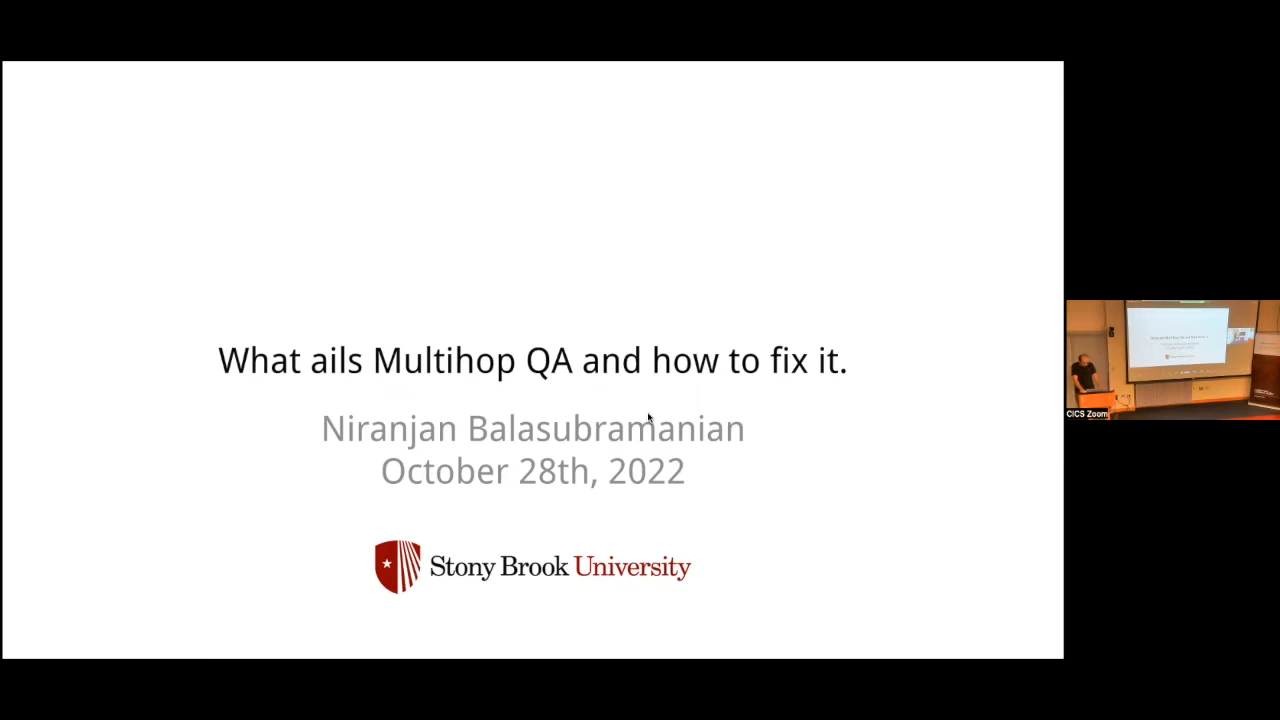 What ails Multihop QA and how to fix it.
Niranjan Balasubramanian
October 28th, 2022
Stony Brook University
CICS Zoom